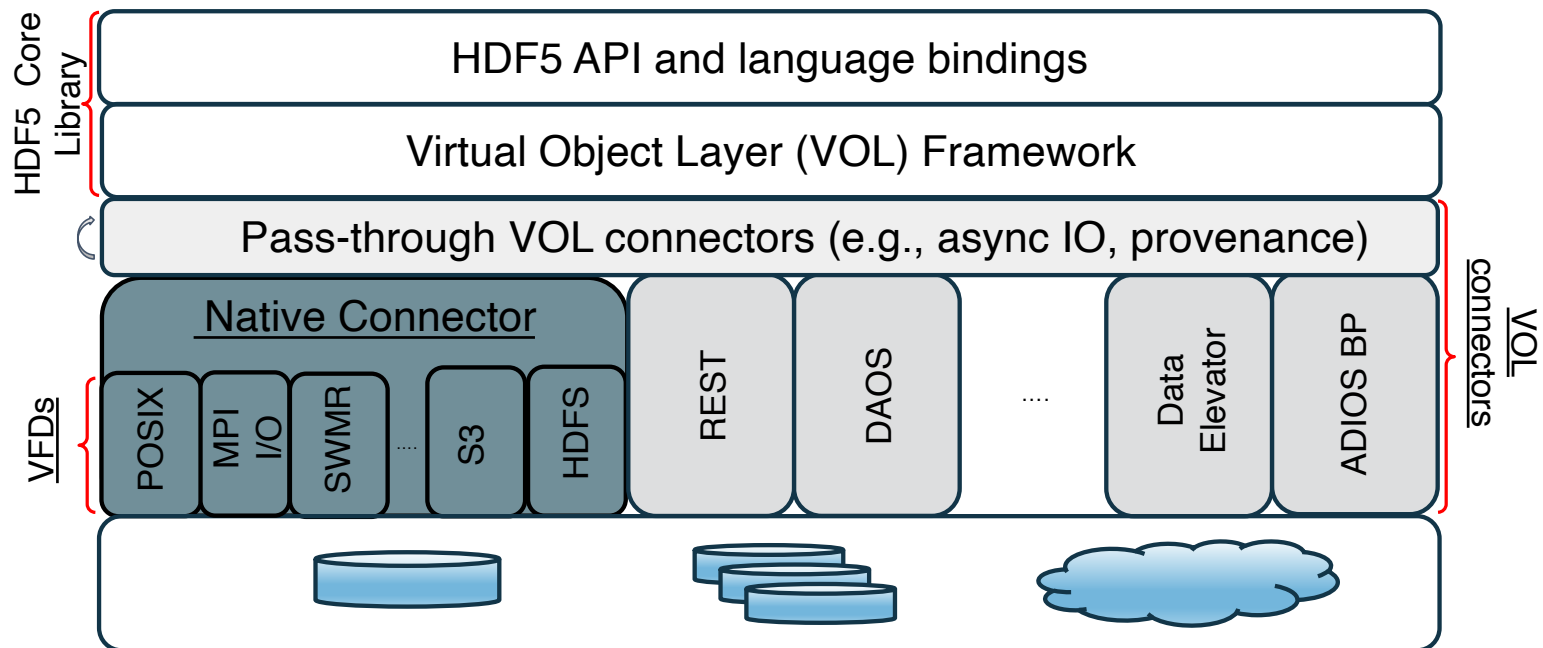 HDF5 Core
Library
HDF5 API and language bindings
Virtual Object Layer (VOL) Framework
Pass-through VOL connectors (e.g., async IO, provenance)
Native Connector
VFDs
POSIX
MPI
I/O
SWMR
....
S3
HDFS
REST
DAOS
....
Data
Elevator
ADIOS BP
VOL
connectors